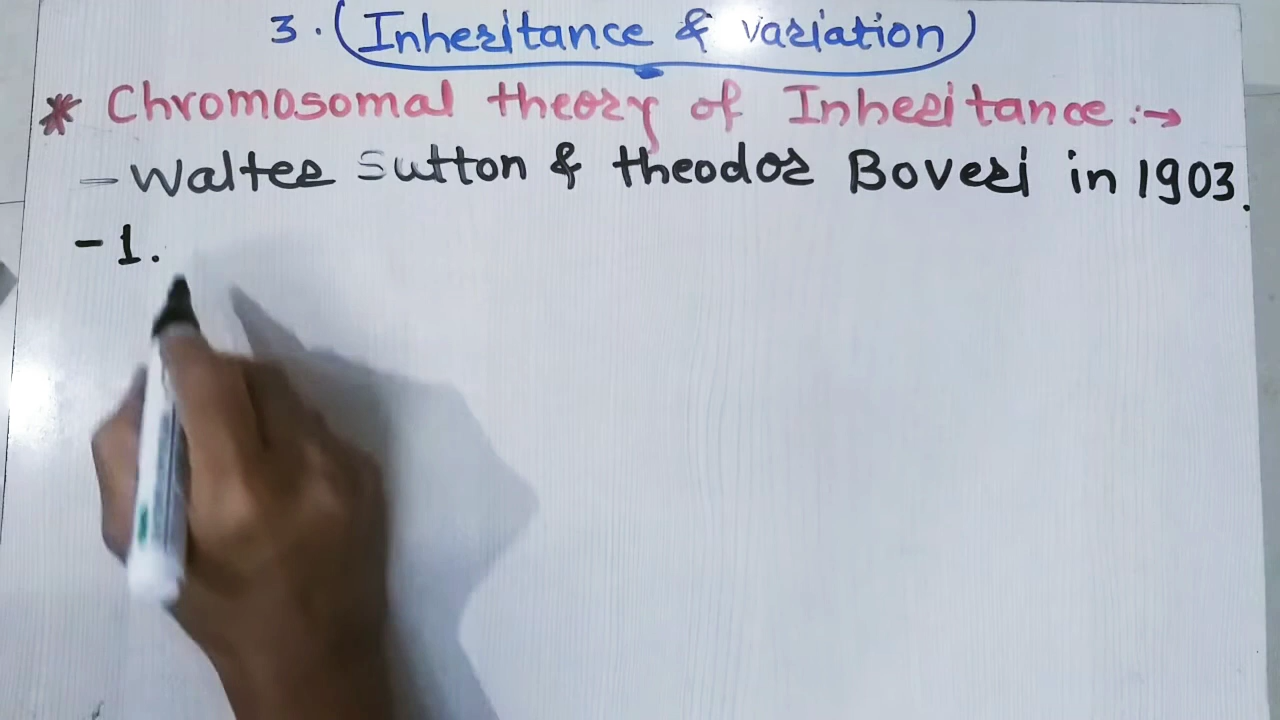 3. (Inheritance & variation)
* Chromosomal theory of Inheritance :→
- Walter Sutton & theodor Boveri in 1903.
- 1.